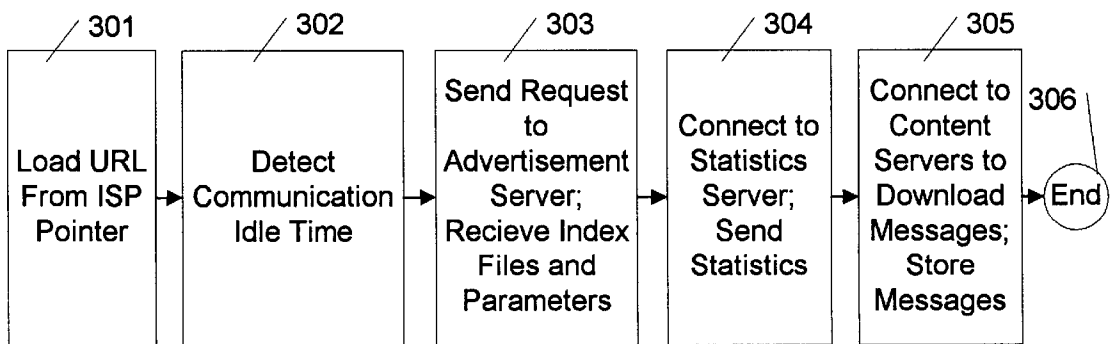 301
302
303
304
305
306
Load URL
From ISP
Pointer
Detect
Communication
Idle Time
Send Request
to
Advertisement
Server;
Recieve Index
Files and
Parameters
Connect to
Statistics
Server;
Send
Statistics
Connect to
Content
Servers to
Download
Messages;
Store
Messages
End